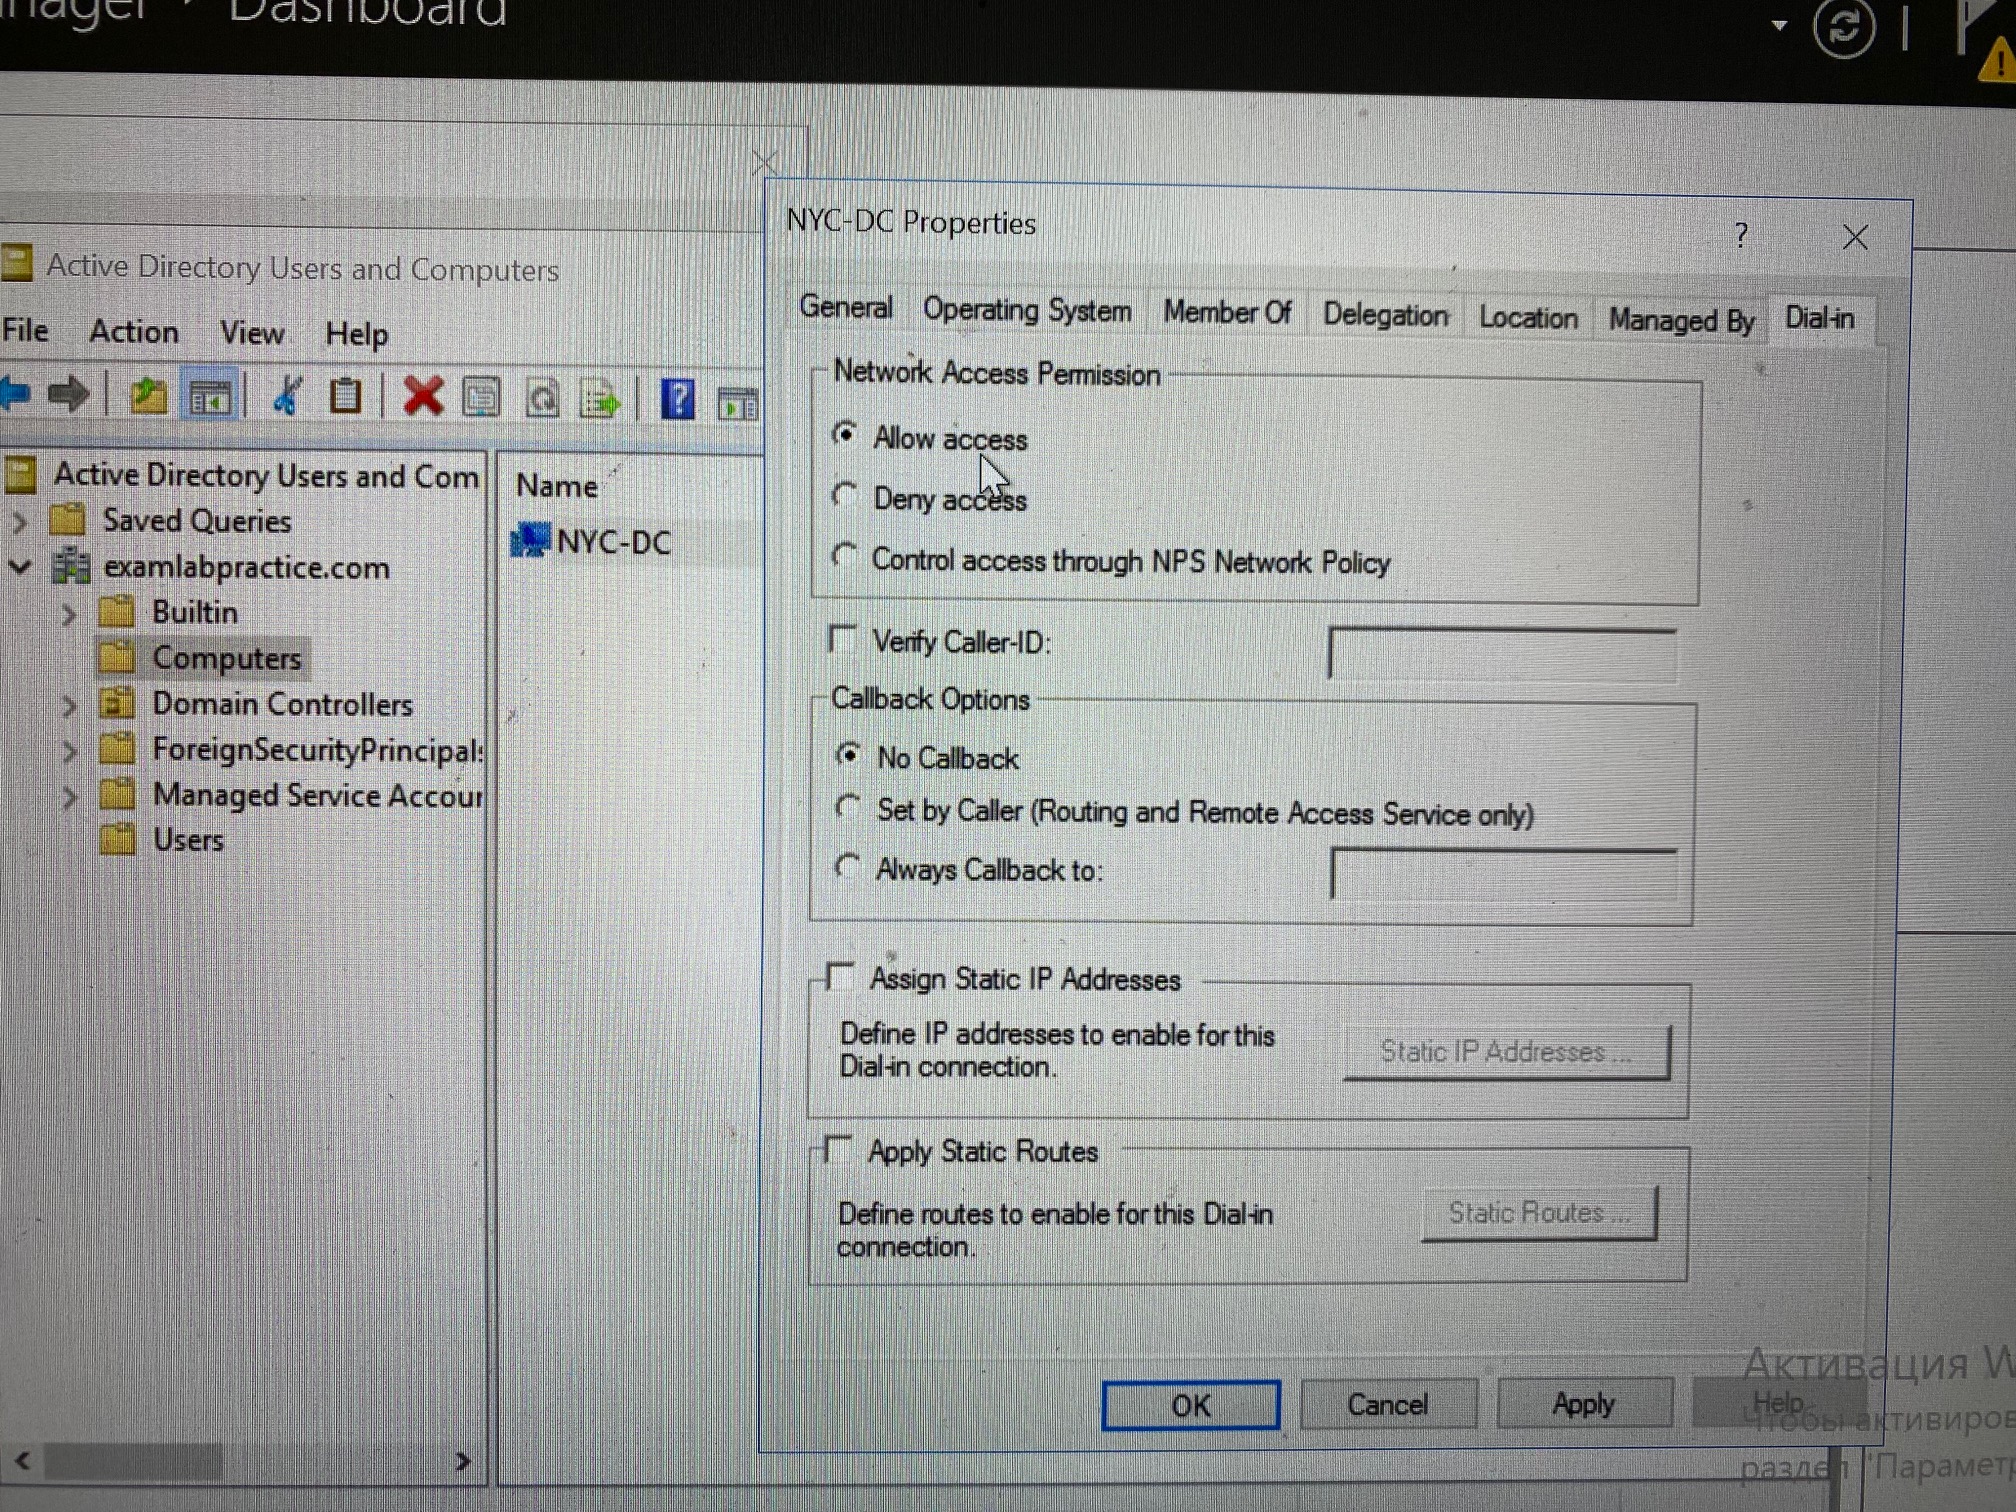 Dashboard
NYC-DC Properties
?
Active Directory Users and Computers
File Action View Help
General Operating System Member Of Delegation Location Managed By Dial-in
Network Access Permission
Allow access
Deny access
Control access through NPS Network Policy
Verify Caller-ID:
Callback Options
No Callback
Set by Caller (Routing and Remote Access Service only)
Always Callback to:
Assign Static IP Addresses
Define IP addresses to enable for this
Dial-in connection.
Static IP Addresses ...
Apply Static Routes
Define routes to enable for this Dial-in
connection.
Static Routes ...
OK Cancel Apply Help
Active Directory Users and Com
Saved Queries
examlabpractice.com
Builtin
Computers
Domain Controllers
ForeignSecurityPrincipals
Managed Service Accour
Users
Name
NYC-DC
Активация W
Чтобы активиров
раздел "Парамет